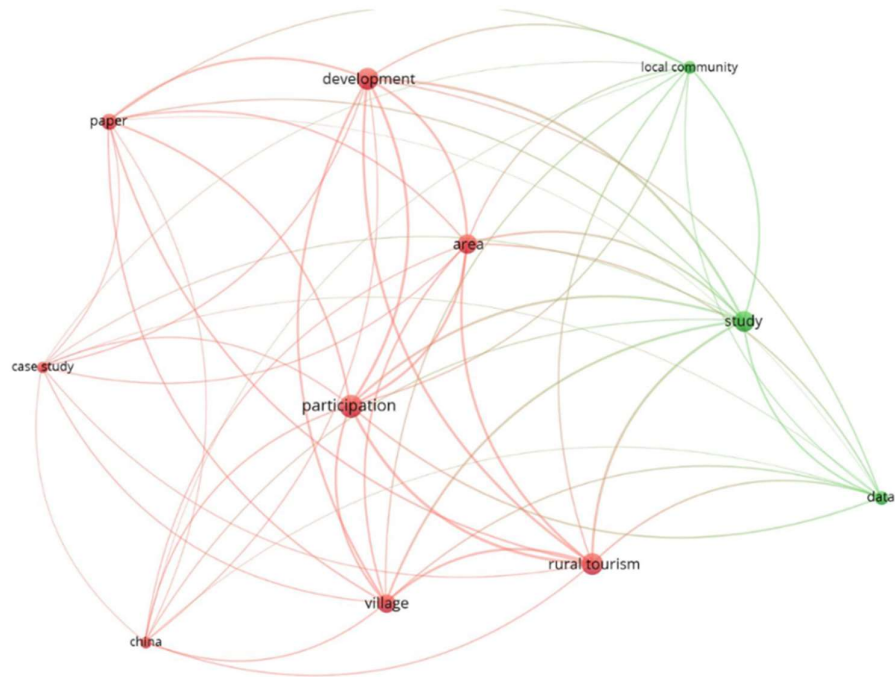 local community
development
paper
area
study
case study
participation
data
rural tourism
village
china